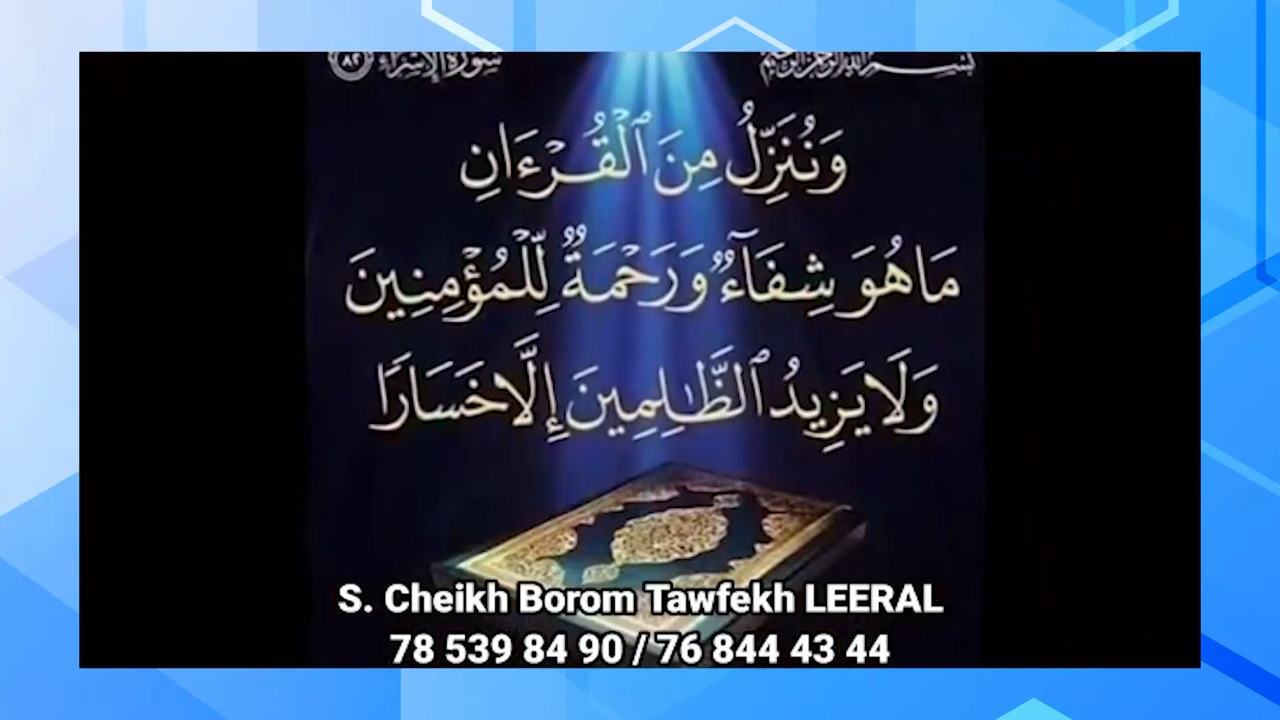 بسم الله الرحمن الرحيم
سورة الإسراء ٨٢
وَنُنَزِّلُ مِنَ ٱلۡقُرۡءَانِ
مَا هُوَ شِفَآءٞ وَرَحۡمَةٞ لِّلۡمُؤۡمِنِينَ
وَلَا يَزِيدُ ٱلظَّٰلِمِينَ إِلَّا خَسَارٗا
S. Cheikh Borom Tawfekh LEERAL
78 539 84 90 / 76 844 43 44